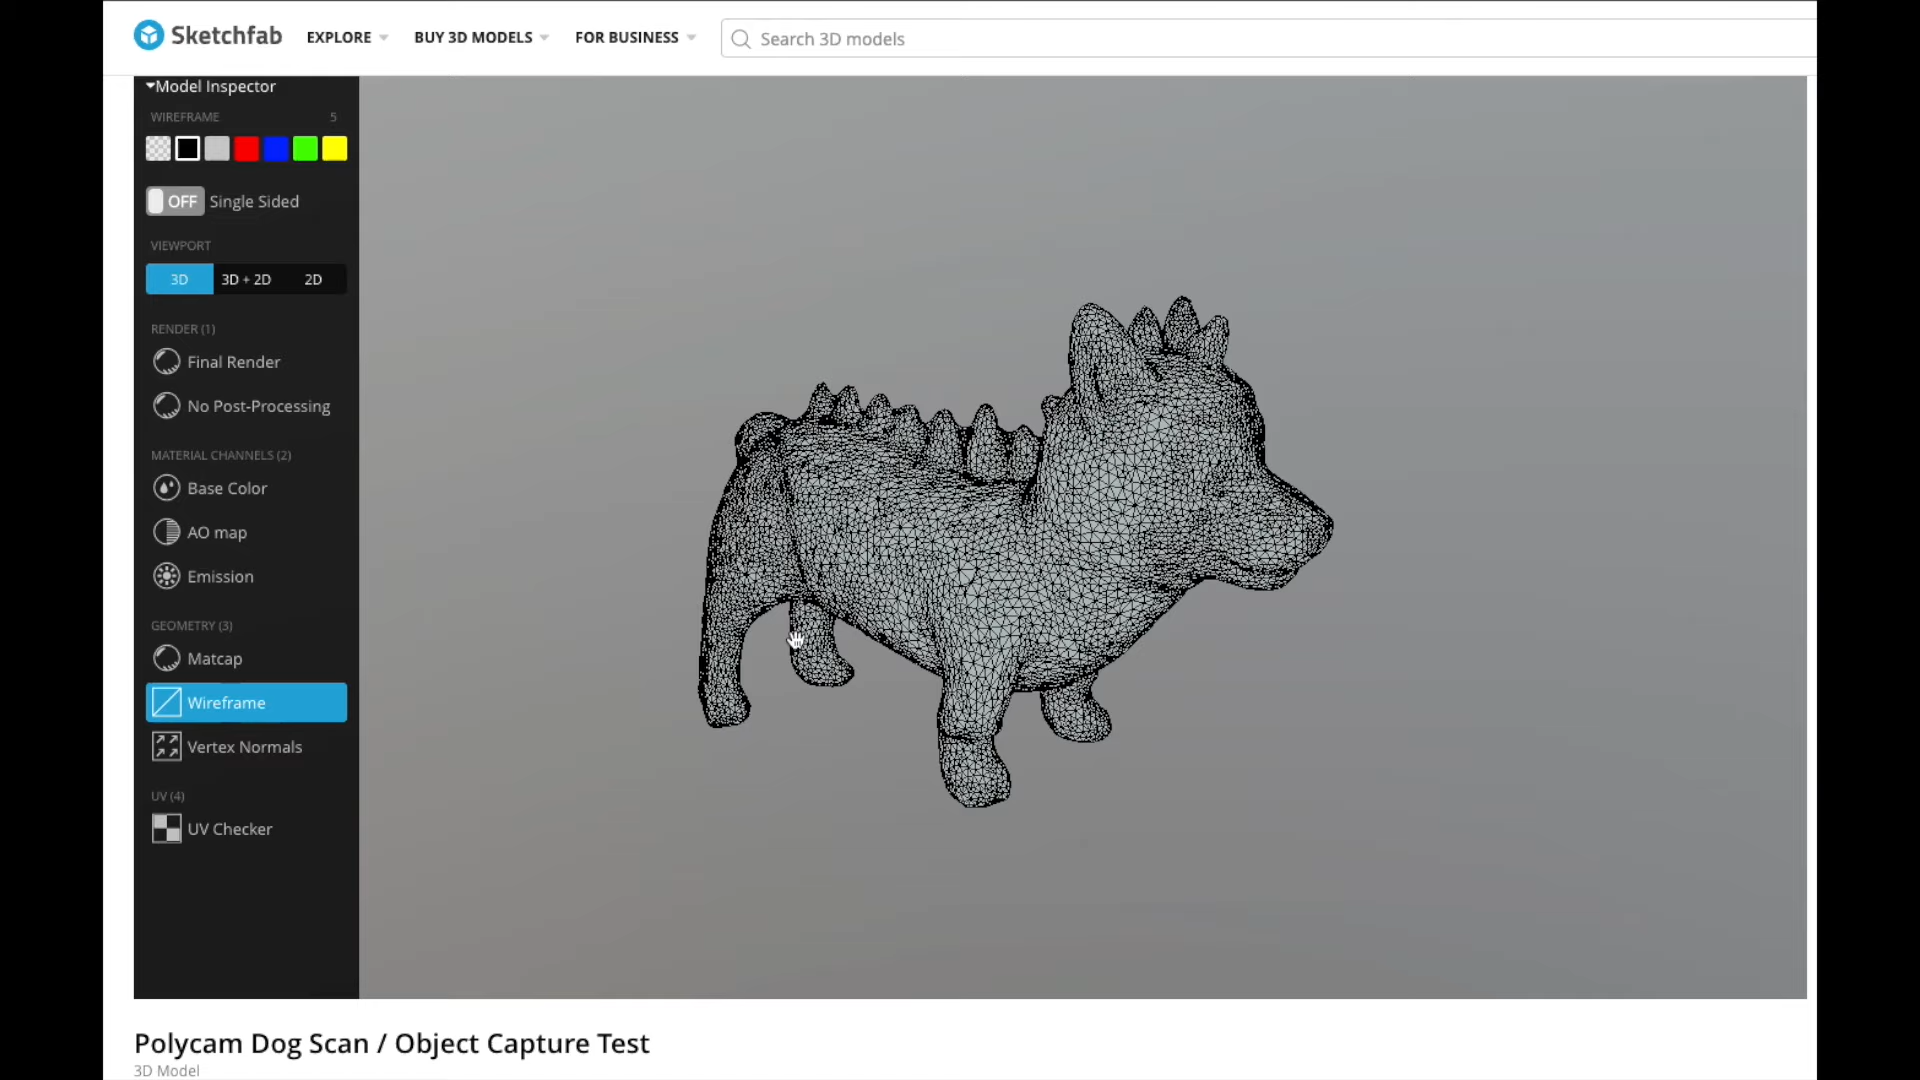 Sketchfab EXPLORE BUY 3D MODELS FOR BUSINESS Search 3D models
Model Inspector
WIREFRAME 5
OFF Single Sided
VIEWPORT
3D 3D + 2D 2D
RENDER (1)
Final Render
No Post-Processing
MATERIAL CHANNELS (2)
Base Color
AO map
Emission
GEOMETRY (3)
Matcap
Wireframe
Vertex Normals
UV (4)
UV Checker
Polycam Dog Scan / Object Capture Test
3D Model